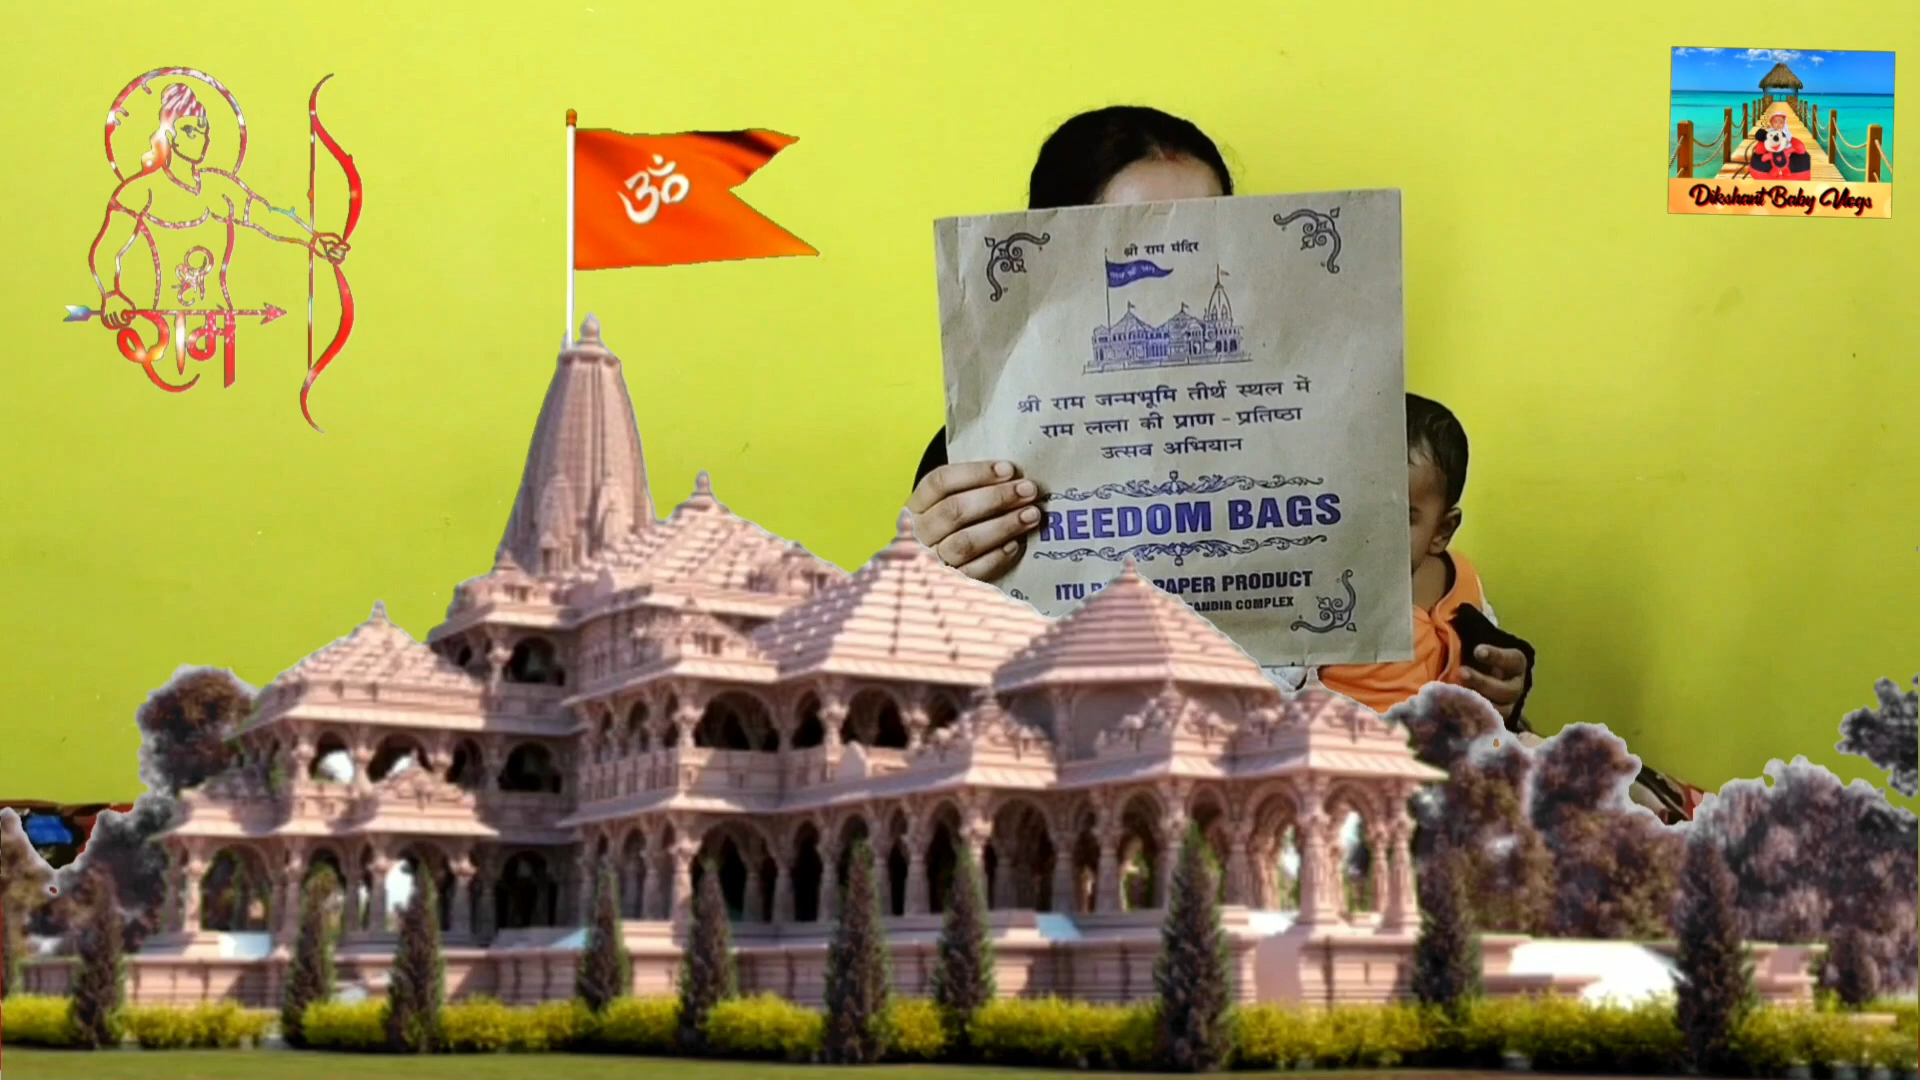 श्री
राम
ॐ
Dikshant Baby Vlogs
श्री राम मंदिर
श्री राम जन्मभूमि तीर्थ स्थल में
राम लला की प्राण - प्रतिष्ठा
उत्सव अभियान
REEDOM BAGS
ITU PAPER PRODUCT
COMPLEX